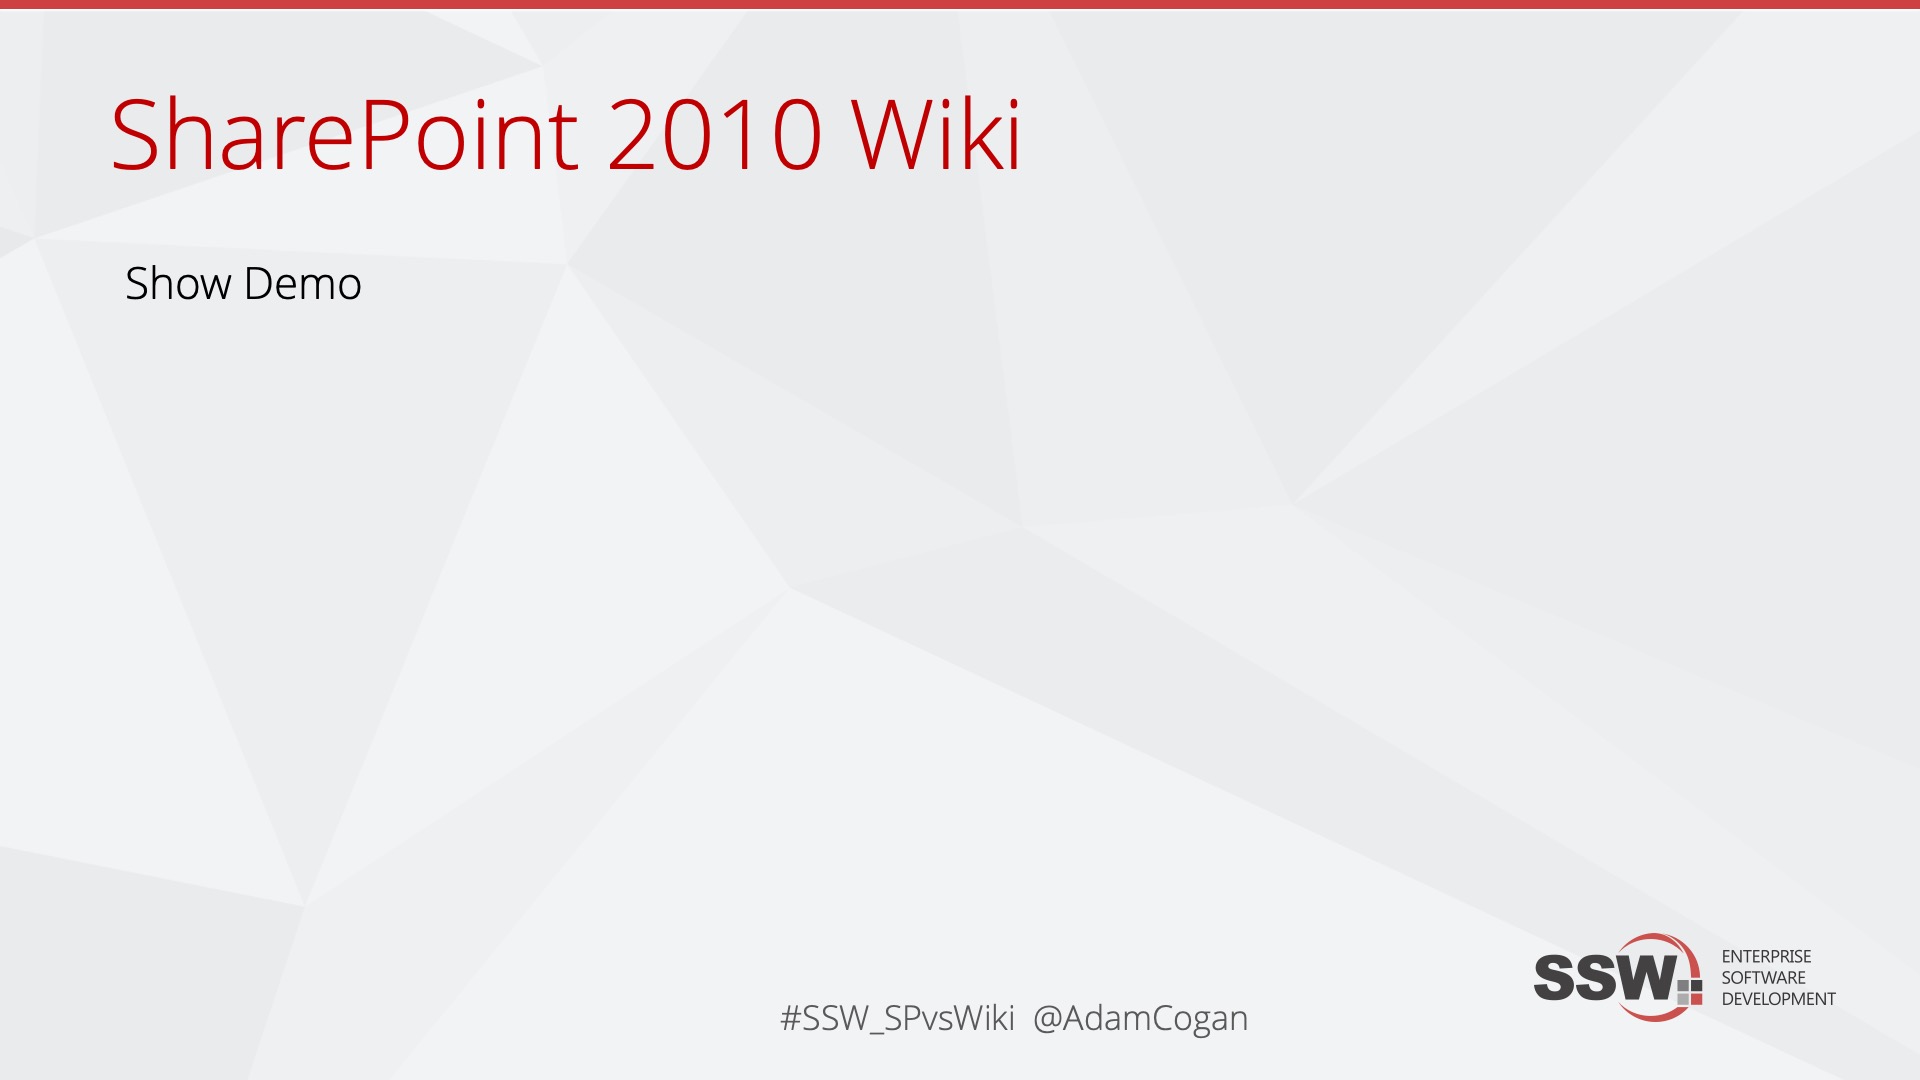 SharePoint 2010 Wiki
Show Demo
#SSW_SPvsWiki @AdamCogan
SSW
ENTERPRISE
SOFTWARE
DEVELOPMENT